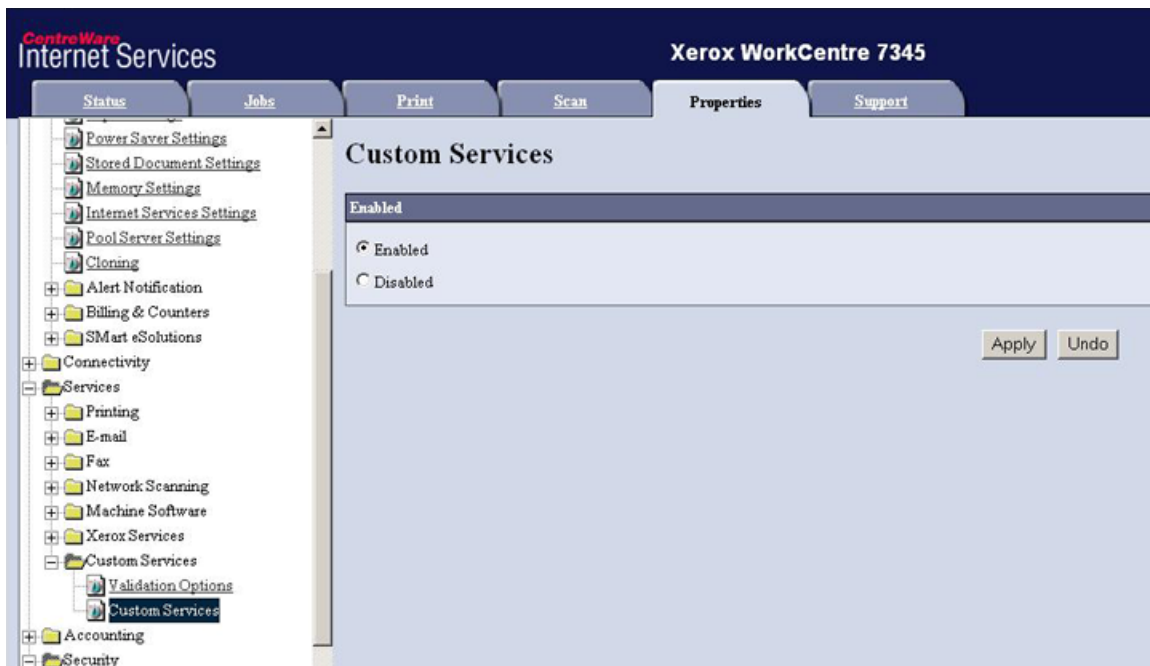 CentreWare
Internet Services
Xerox WorkCentre 7345
Status
Jobs
Print
Scan
Properties
Support
Power Saver Settings
Stored Document Settings
Memory Settings
Internet Services Settings
Pool Server Settings
Cloning
Alert Notification
Billing & Counters
SMart eSolutions
Connectivity
Services
Printing
E-mail
Fax
Network Scanning
Machine Software
Xerox Services
Custom Services
Validation Options
Custom Services
Accounting
Security
Custom Services
Enabled
Enabled
Disabled
Apply
Undo